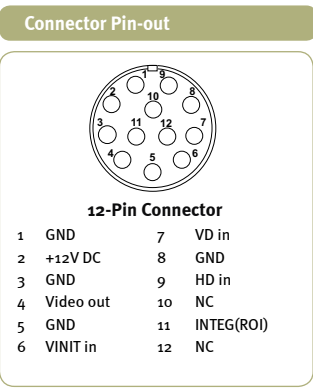 Connector Pin-out
1 9
2 10 8
3 11 12 7
4 5 6
12-Pin Connector
1 GND 7 VD in
2 +12V DC 8 GND
3 GND 9 HD in
4 Video out 10 NC
5 GND 11 INTEG(ROI)
6 VINIT in 12 NC